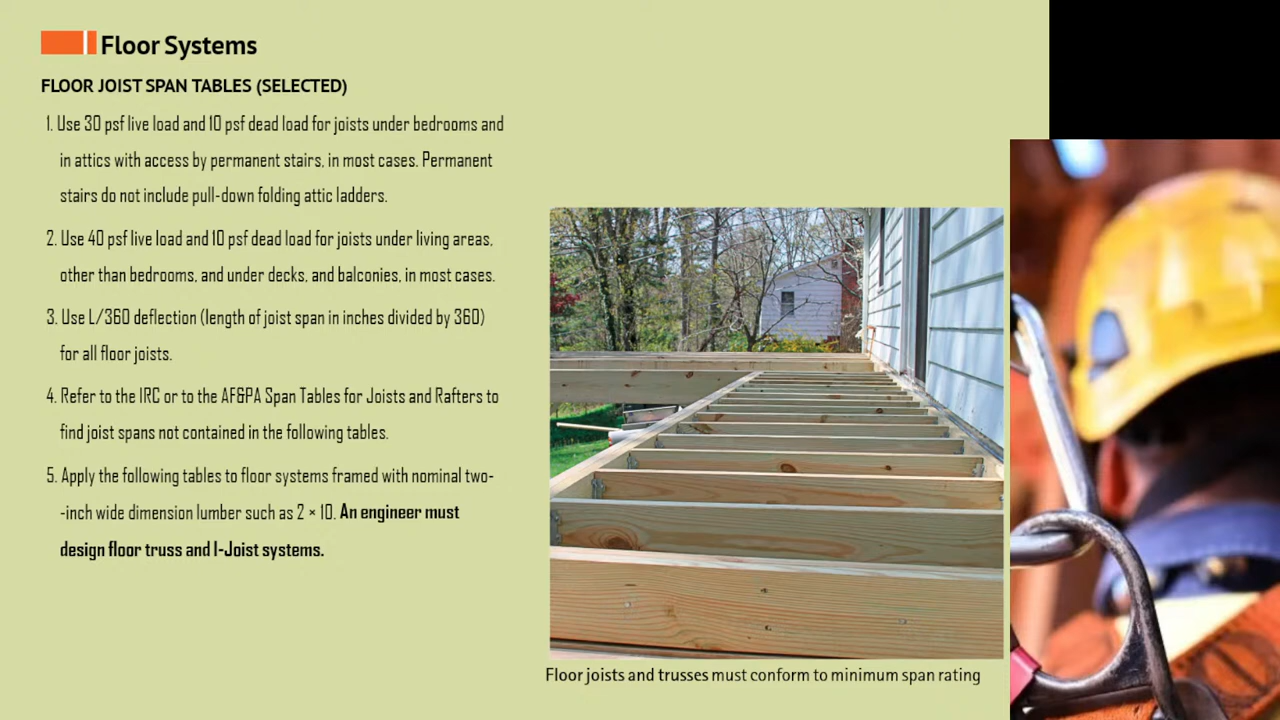 Floor Systems
FLOOR JOIST SPAN TABLES (SELECTED)
1. Use 30 psf live load and 10 psf dead load for joists under bedrooms and
in attics with access by permanent stairs, in most cases. Permanent
stairs do not include pull-down folding attic ladders.
2. Use 40 psf live load and 10 psf dead load for joists under living areas,
other than bedrooms, and under decks, and balconies, in most cases.
3. Use L/360 deflection (length of joist span in inches divided by 360)
for all floor joists.
4. Refer to the IRC or to the AF&PA Span Tables for Joists and Rafters to
find joist spans not contained in the following tables.
5. Apply the following tables to floor systems framed with nominal two-
-inch wide dimension lumber such as 2 × 10. An engineer must
design floor truss and I-Joist systems.
Floor joists and trusses must conform to minimum span rating